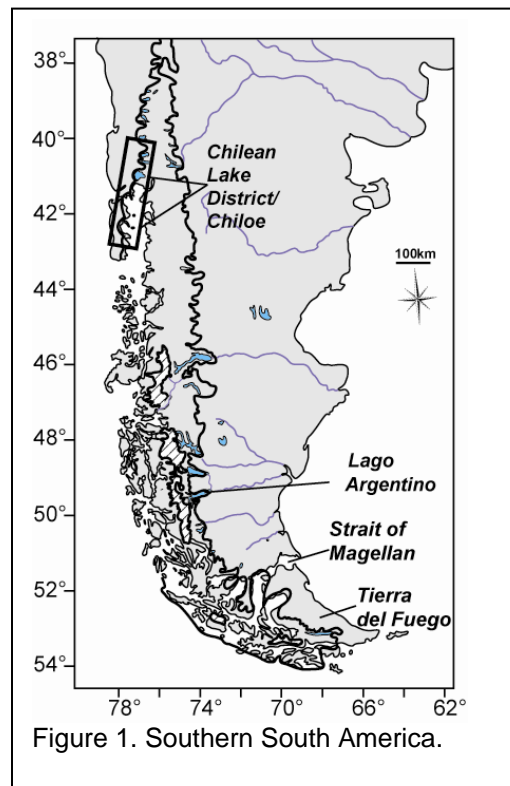 38°
40°
Chilean
Lake
District/
Chiloe
42°
100km
44°
46°
48°
Lago
Argentino
50°
Strait of
Magellan
52°
Tierra
del Fuego
54°
78° 74° 70° 66° 62°
Figure 1. Southern South America.